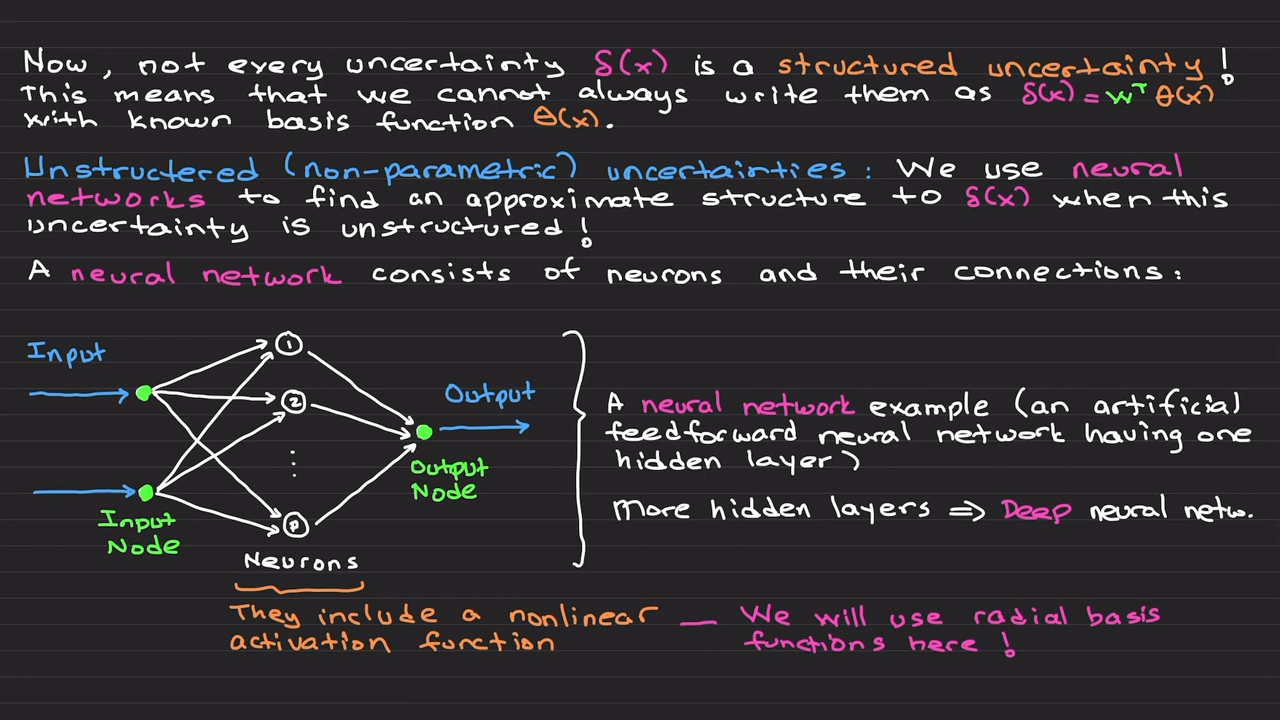 Now, not every uncertainty δ(x) is a structured uncertainty!
This means that we cannot always write them as δ(x) = wᵀ θ(x)
with known basis function θ(x).
Unstructered (non-parametric) uncertainties: We use neural
networks to find an approximate structure to δ(x) when this
uncertainty is unstructured!
A neural network consists of neurons and their connections:
Input
1
2
⋮
p
Output
Output
Node
Input
Node
Neurons
A neural network example (an artificial
feedforward neural network having one
hidden layer)
More hidden layers ⇒ Deep neural netw.
They include a nonlinear
activation function
— We will use radial basis
functions here!